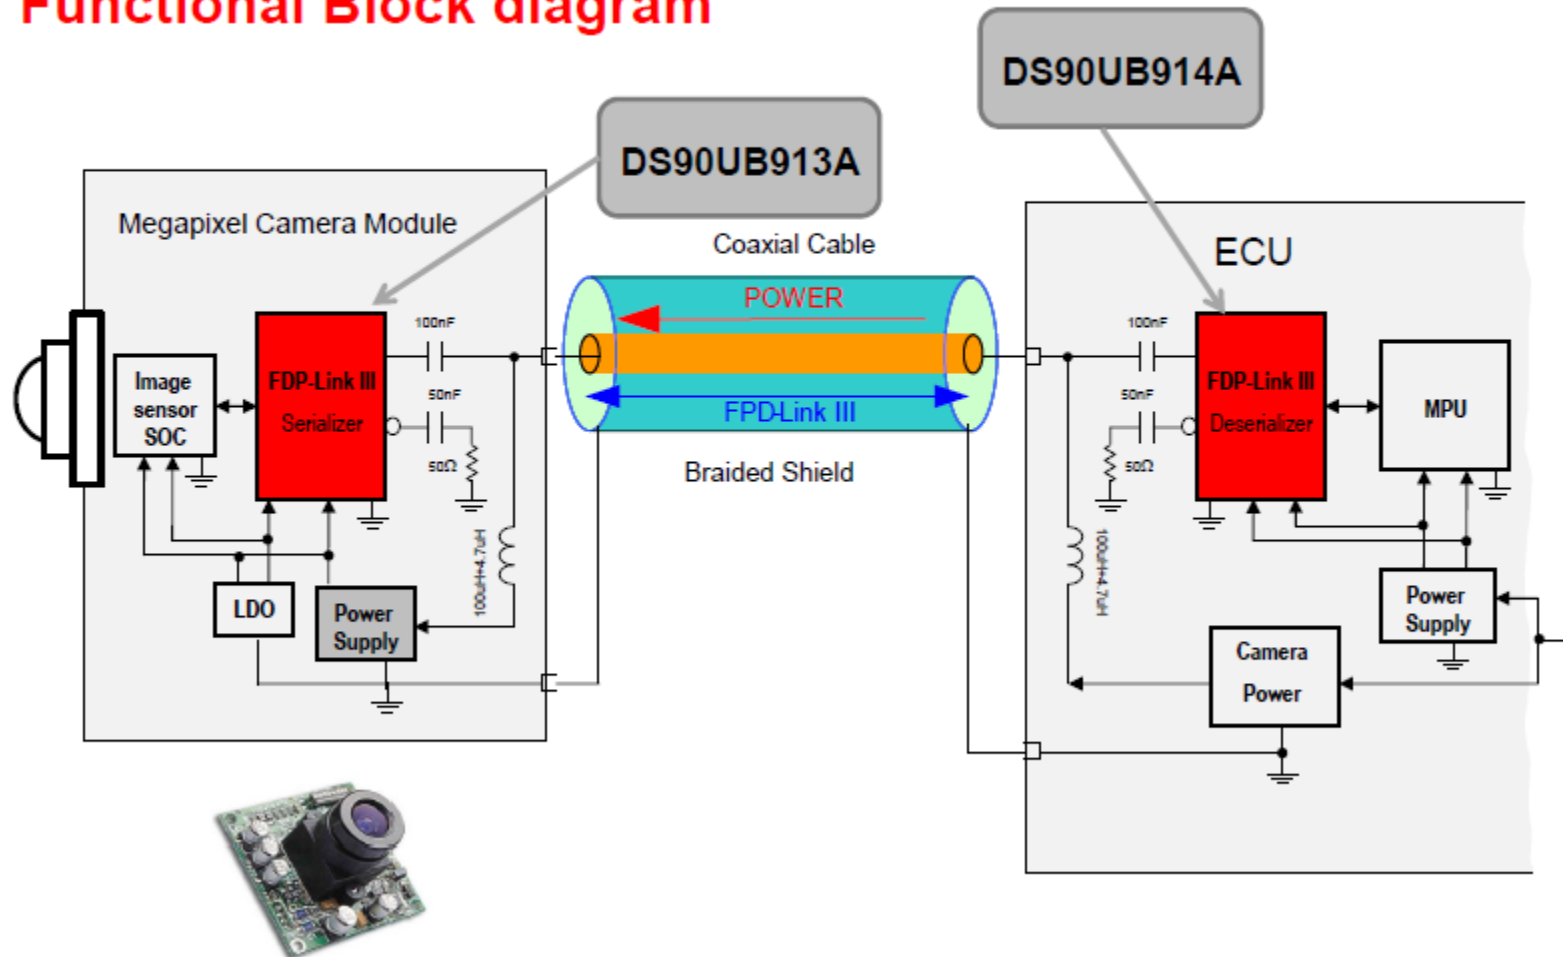 Functional Block diagram
DS90UB914A
DS90UB913A
Megapixel Camera Module
Coaxial Cable
ECU
POWER
100nF
100nF
Image
sensor
SOC
FDP-Link III
Serializer
50nF
50Ω
FPD-Link III
50nF
50Ω
FDP-Link III
Deserializer
MPU
Braided Shield
100uH+4.7uH
100uH+4.7uH
LDO
Power
Supply
Power
Supply
Camera
Power